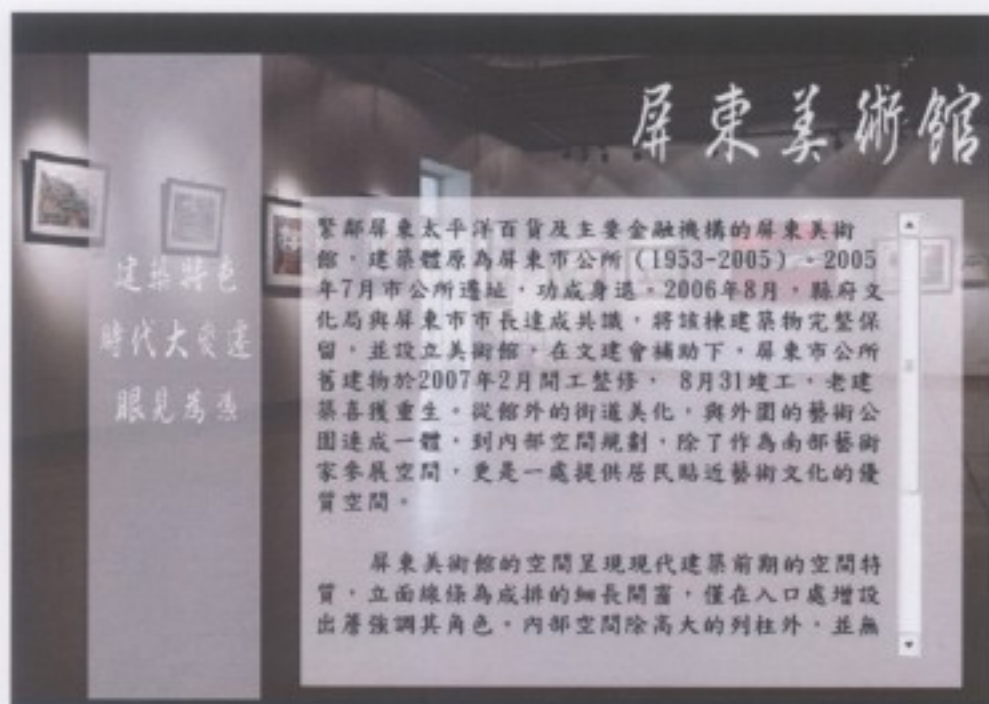 屏東美術館
建築特色
時代大變遷
眼見為憑
緊鄰屏東太平洋百貨及主要金融機構的屏東美術
館，建築體原為屏東市公所（1953-2005）。2005
年7月市公所遷址，功成身退。2006年8月，縣府文
化局與屏東市市長達成共識，將該棟建築物完整保
留，並設立美術館，在文建會補助下，屏東市公所
舊建物於2007年2月開工整修， 8月31竣工，老建
築喜獲重生。從館外的街道美化，與外圍的藝術公
園連成一體，到內部空間規劃，除了作為南部藝術
家參展空間，更是一處提供居民貼近藝術文化的優
質空間。
屏東美術館的空間呈現現代建築前期的空間特
質，立面線條為成排的細長開窗，僅在入口處增設
出簷強調其角色。內部空間除高大的列柱外，並無